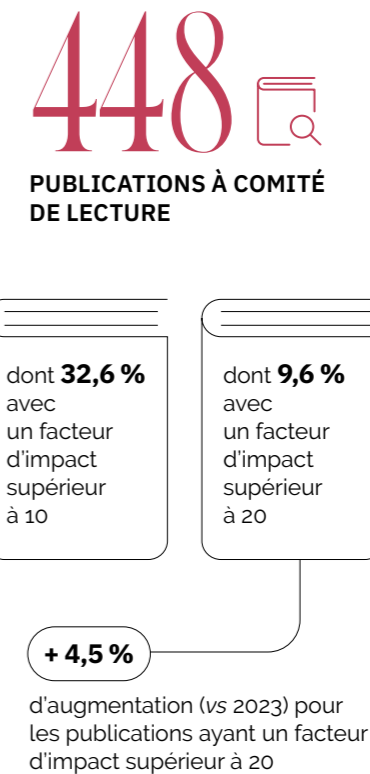 448
PUBLICATIONS À COMITÉ
DE LECTURE
dont 32,6 %
avec
un facteur
d'impact
supérieur
à 10
dont 9,6 %
avec
un facteur
d'impact
supérieur
à 20
+ 4,5 %
d'augmentation (vs 2023) pour
les publications ayant un facteur
d'impact supérieur à 20